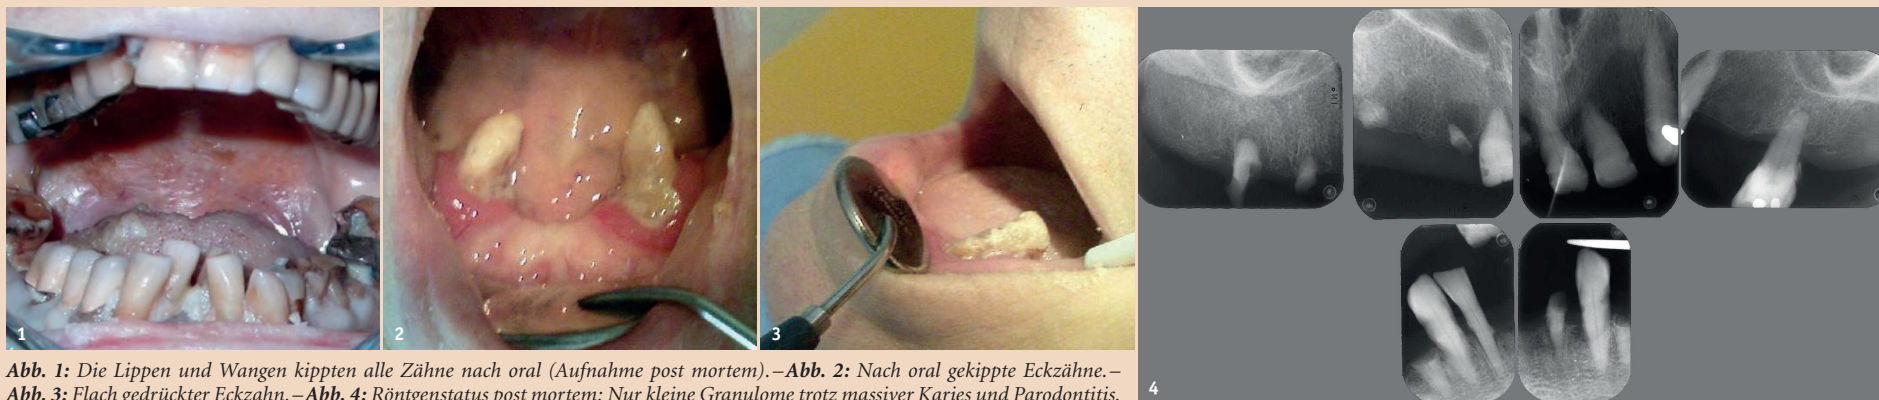 1
2
3
4
Abb. 1: Die Lippen und Wangen kippten alle Zähne nach oral (Aufnahme post mortem).–Abb. 2: Nach oral gekippte Eckzähne.–
Abb. 3: Flach gedrückter Eckzahn.–Abb. 4: Röntgenstatus post mortem: Nur kleine Granulome trotz massiver Karies und Parodontitis.